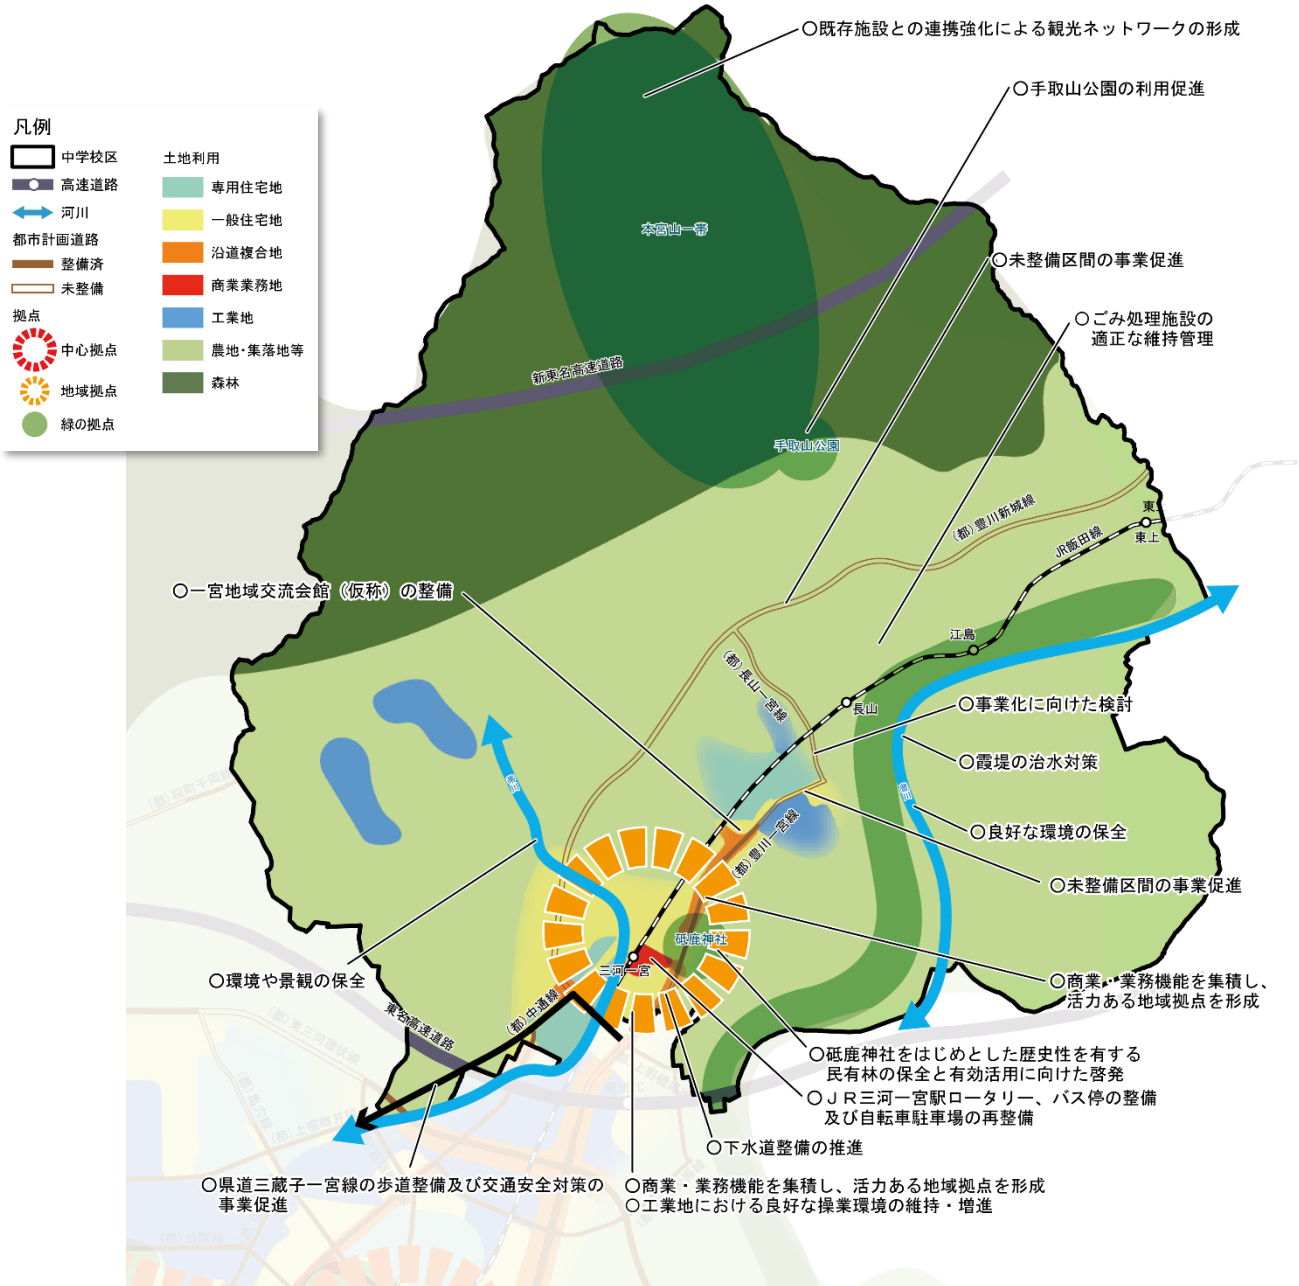 ○既存施設との連携強化による観光ネットワークの形成
○手取山公園の利用促進
凡例
中学校区
高速道路
河川
都市計画道路
整備済
未整備
拠点
中心拠点
地域拠点
緑の拠点
土地利用
専用住宅地
一般住宅地
沿道複合地
商業業務地
工業地
農地・集落地等
森林
本宮山一帯
○未整備区間の事業促進
○ごみ処理施設の
適正な維持管理
新東名高速道路
手取山公園
(都)豊川新城線
東上
JR飯田線
○一宮地域交流会館（仮称）の整備
江島
(都)長山一宮線
長山
○事業化に向けた検討
○霞堤の治水対策
(都)桜町千両線
○良好な環境の保全
(都)豊川一宮線
○未整備区間の事業促進
砥鹿神社
三河一宮
○環境や景観の保全
○商業・業務機能を集積し、
活力ある地域拠点を形成
(都)中通線
東名高速道路
(都)東三河環状線
○砥鹿神社をはじめとした歴史性を有する
民有林の保全と有効活用に向けた啓発
○ＪＲ三河一宮駅ロータリー、バス停の整備
及び自転車駐車場の再整備
○下水道整備の推進
○県道三蔵子一宮線の歩道整備及び交通安全対策の
事業促進
○商業・業務機能を集積し、活力ある地域拠点を形成
○工業地における良好な操業環境の維持・増進